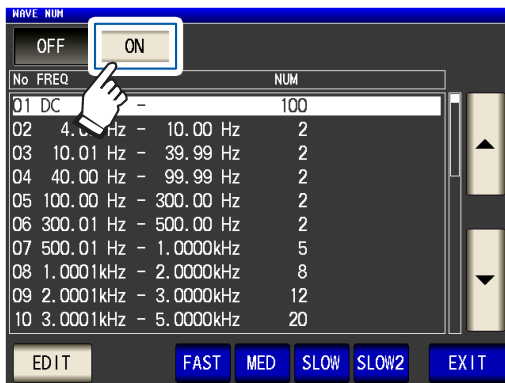 WAVE NUM
OFF ON
No FREQ NUM
01 DC - 100
02 4. Hz - 10.00 Hz 2
03 10.01 Hz - 39.99 Hz 2
04 40.00 Hz - 99.99 Hz 2
05 100.00 Hz - 300.00 Hz 2
06 300.01 Hz - 500.00 Hz 2
07 500.01 Hz - 1.0000kHz 5
08 1.0001kHz - 2.0000kHz 8
09 2.0001kHz - 3.0000kHz 12
10 3.0001kHz - 5.0000kHz 20
EDIT FAST MED SLOW SLOW2 EXIT